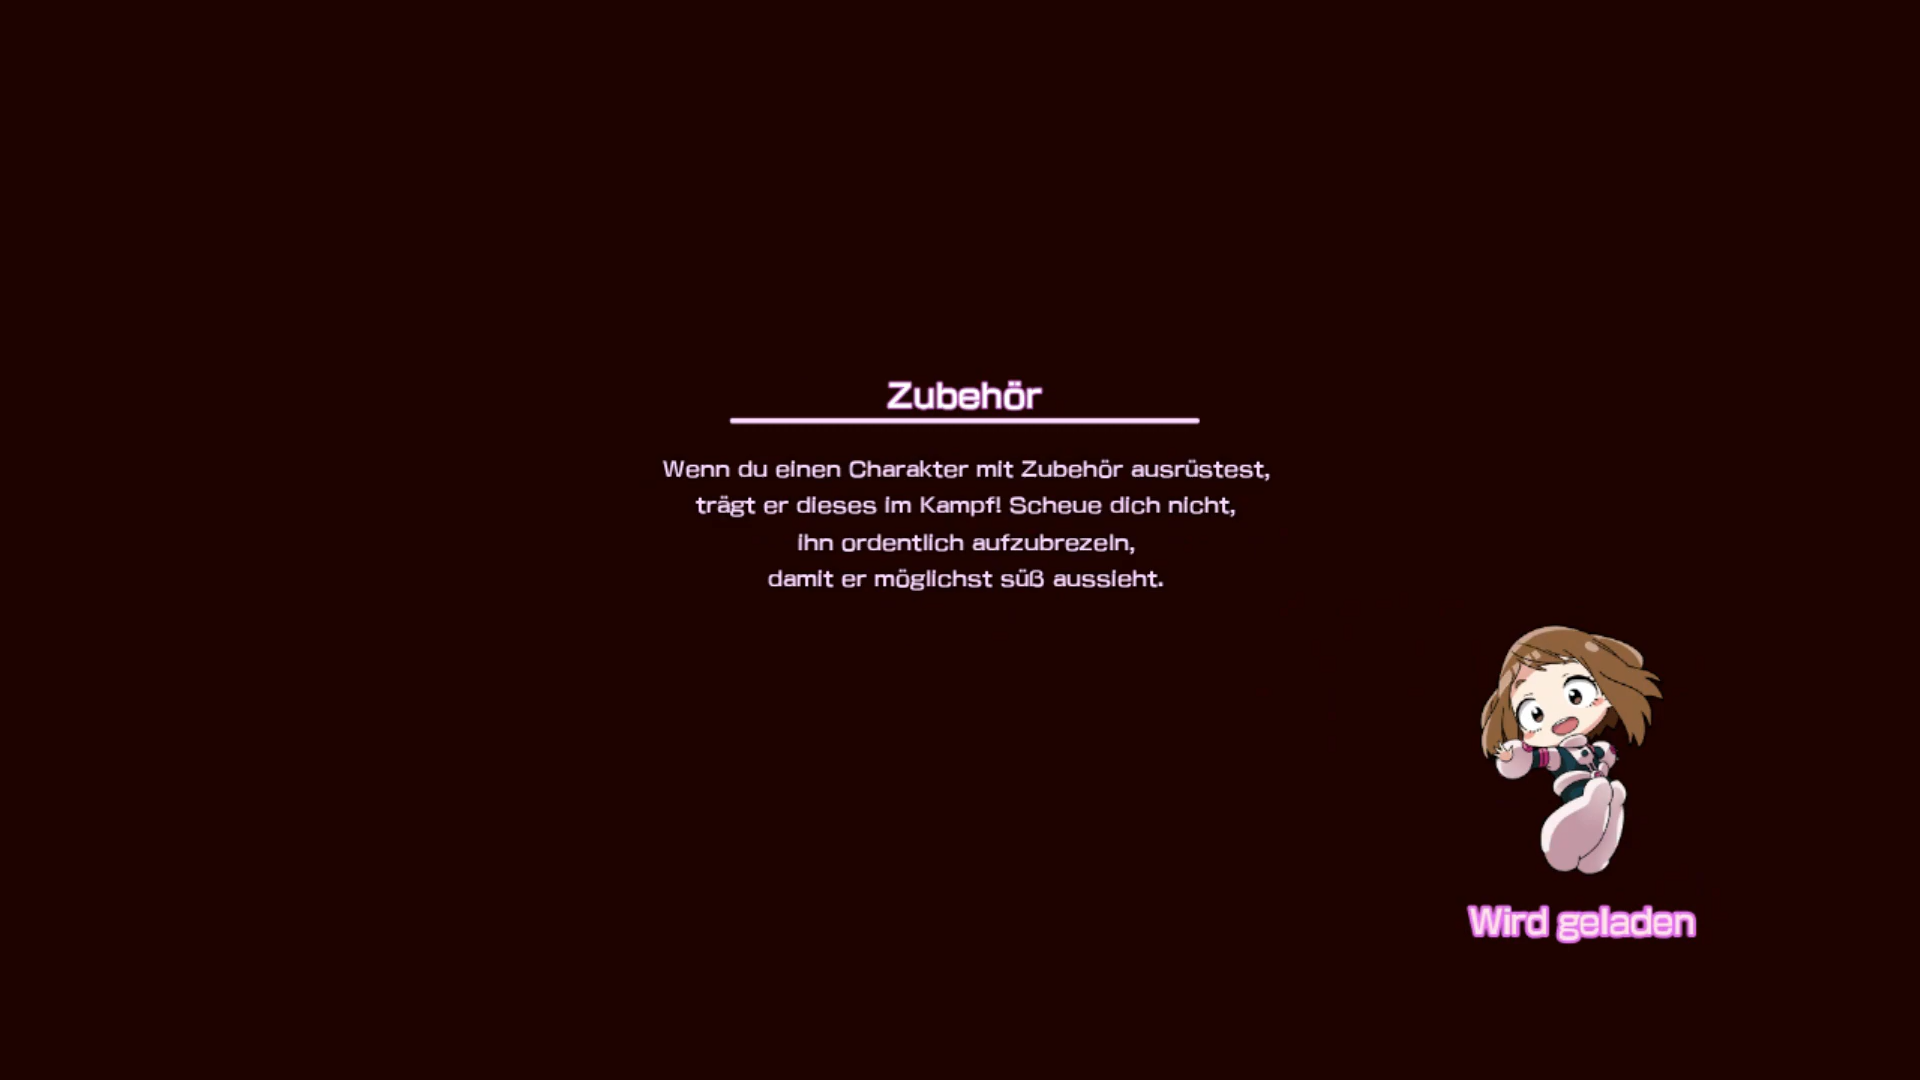 Zubehör
Wenn du einen Charakter mit Zubehör ausrüstest,
trägt er dieses im Kampf! Scheue dich nicht,
ihn ordentlich aufzubrezeln,
damit er möglichst süß aussieht.
Wird geladen